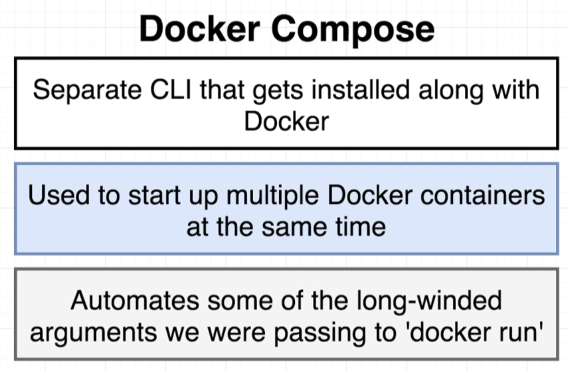 Docker Compose
Separate CLI that gets installed along with
Docker
Used to start up multiple Docker containers
at the same time
Automates some of the long-winded
arguments we were passing to 'docker run'